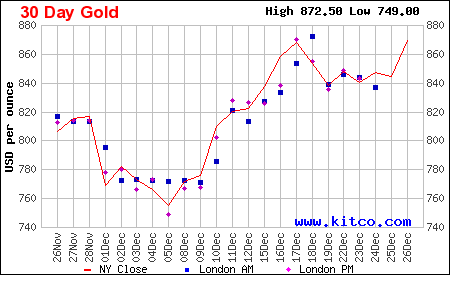 30 Day Gold High 872.50 Low 749.00
880 880
860 860
840 840
820 820
800 800
780 780
760 760
740 740
USD per ounce
www.kitco.com
26Nov 27Nov 28Nov 01Dec 02Dec 03Dec 04Dec 05Dec 08Dec 09Dec 10Dec 11Dec 12Dec 15Dec 16Dec 17Dec 18Dec 19Dec 22Dec 23Dec 24Dec 25Dec 26Dec
NY Close London AM London PM